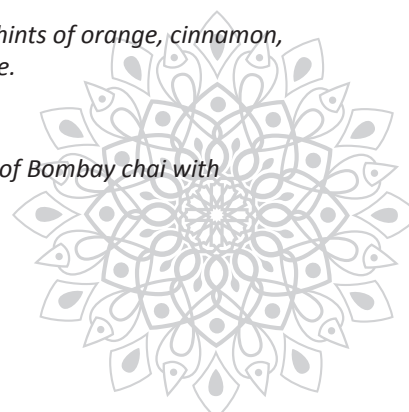 hints of orange, cinnamon,
e.
of Bombay chai with